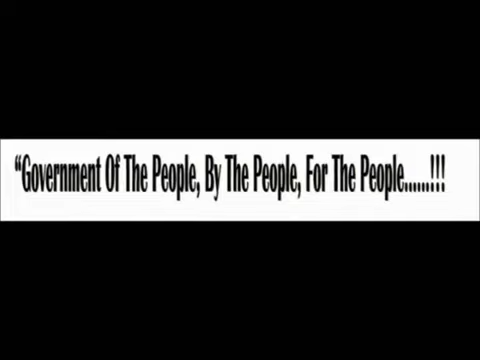 “Government Of The People, By The People, For The People......!!!